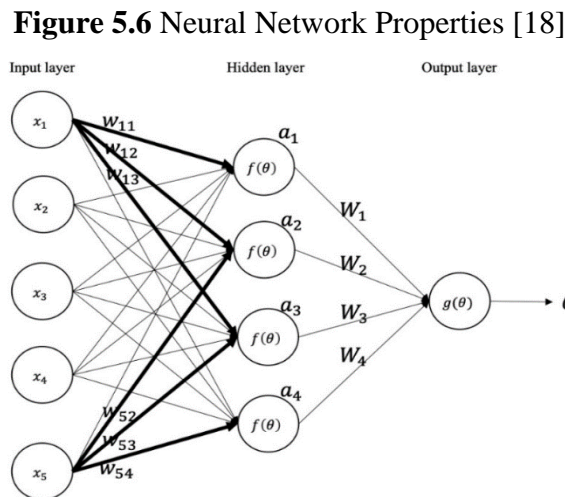 Figure 5.6 Neural Network Properties [18]
Input layer Hidden layer Output layer
x₁ w₁₁ a₁ f(θ)
w₁₂
w₁₃
x₂ a₂ f(θ) W₁
W₂
x₃ a₃ f(θ) W₃ g(θ)
W₄
x₄ a₄ f(θ)
w₅₂
w₅₃
x₅ w₅₄